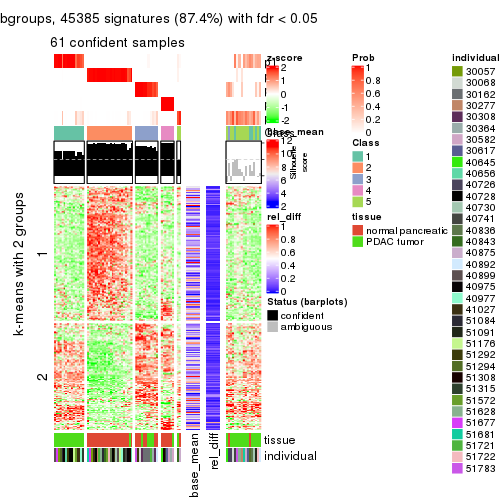 bgroups, 45385 signatures (87.4%) with fdr < 0.05
61 confident samples
k-means with 2 groups
1
2
p1
Class
Silhouette
score
tissue
individual
base_mean
rel_diff
z-score
2
1
0
-1
-2
base_mean
12
10
8
6
4
2
rel_diff
1
0.8
0.6
0.4
0.2
0
Status (barplots)
confident
ambiguous
Prob
1
0.8
0.6
0.4
0.2
0
Class
1
2
3
4
5
tissue
normal pancreatic
PDAC tumor
individual
30057
30068
30162
30277
30308
30364
30582
30617
40645
40656
40726
40728
40730
40741
40836
40843
40875
40892
40899
40975
40977
41027
51084
51091
51176
51292
51294
51308
51315
51572
51628
51677
51681
51721
51722
51783